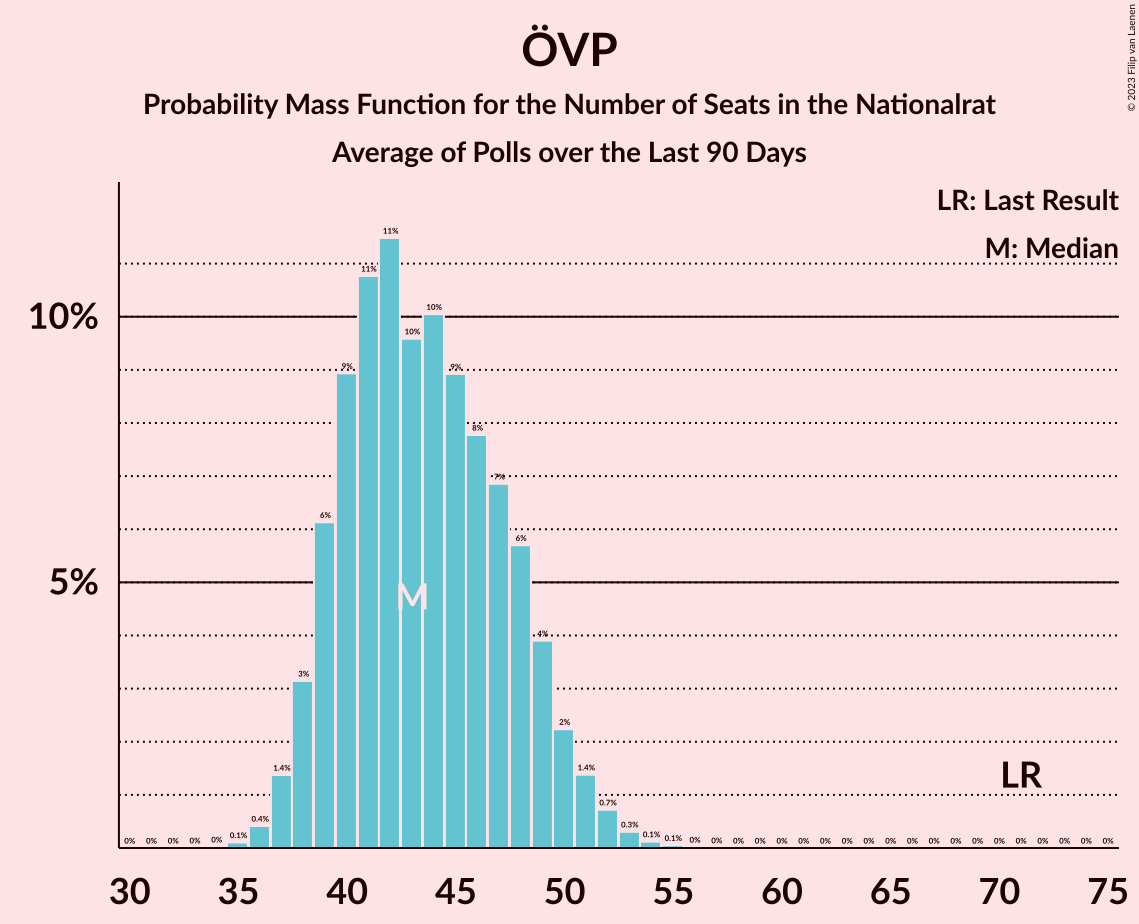 ÖVP
Probability Mass Function for the Number of Seats in the Nationalrat
Average of Polls over the Last 90 Days
© 2023 Filip van Laenen
LR: Last Result
M: Median
10%
5%
0% 0% 0% 0% 0% 0.1% 0.4% 1.4% 3% 6% 9% 11% 11% 10% 10% 9% 8% 7% 6% 4% 2% 1.4% 0.7% 0.3% 0.1% 0.1% 0% 0% 0% 0% 0% 0% 0% 0% 0% 0% 0% 0% 0% 0% 0% 0% 0% 0% 0% 0%
M
LR
30 35 40 45 50 55 60 65 70 75